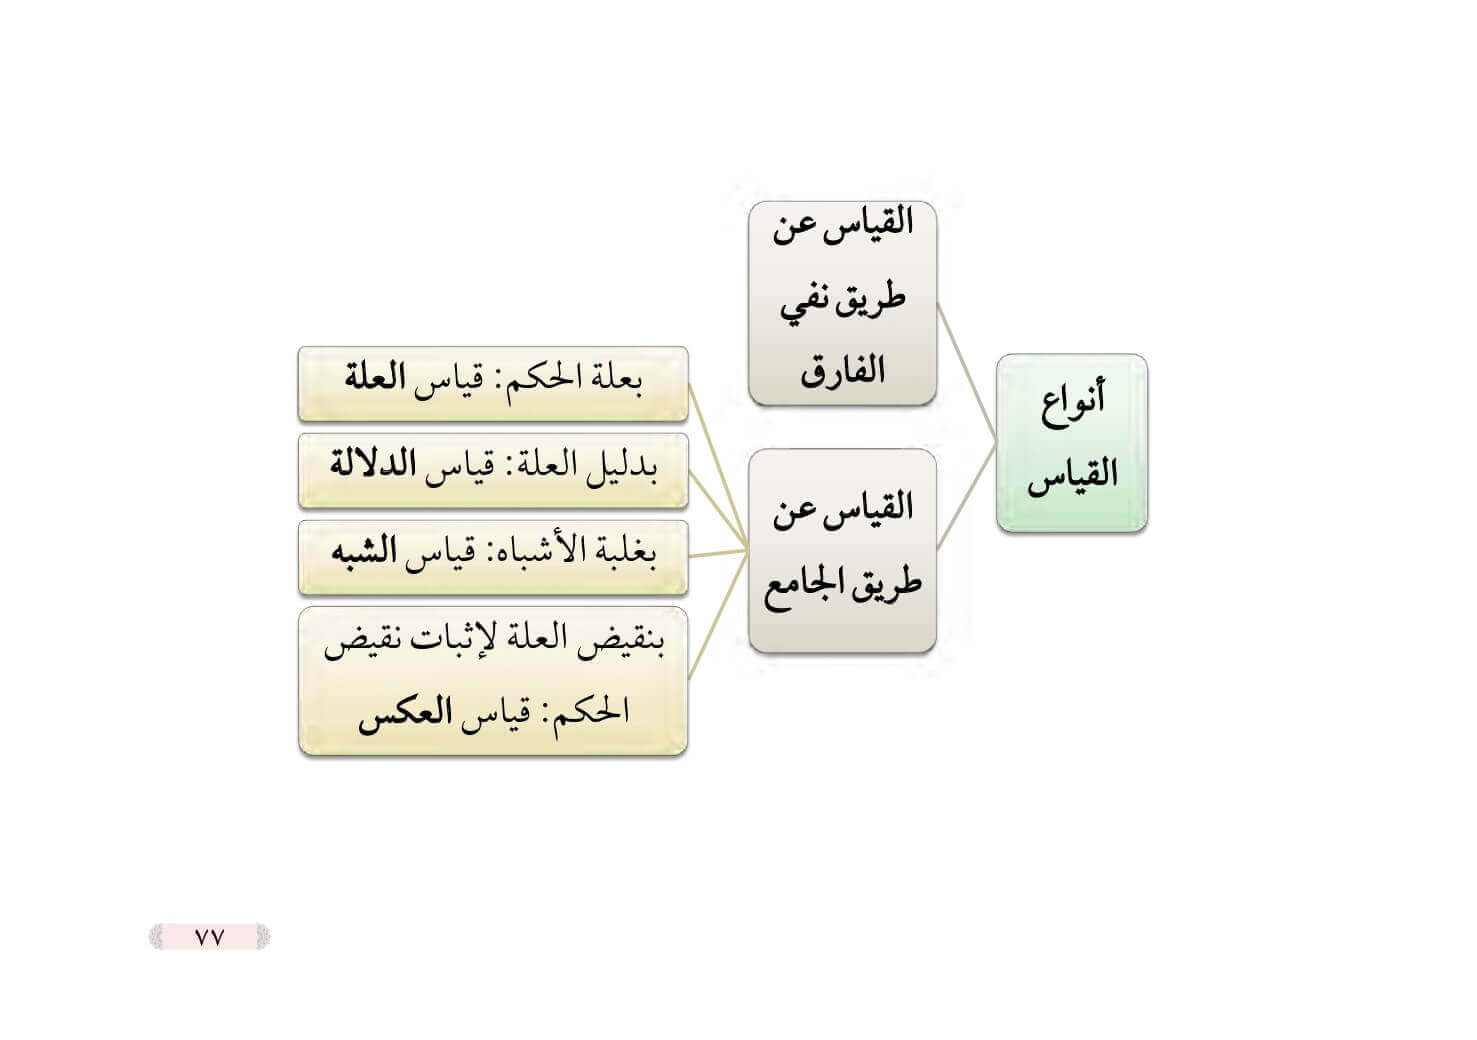 أنواع
القياس
القياس عن
طريق نفي
الفارق
القياس عن
طريق الجامع
بعلة الحكم: قياس العلة
بدليل العلة: قياس الدلالة
بغلبة الأشباه: قياس الشبه
بنقيض العلة لإثبات نقيض
الحكم: قياس العكس
٧٧